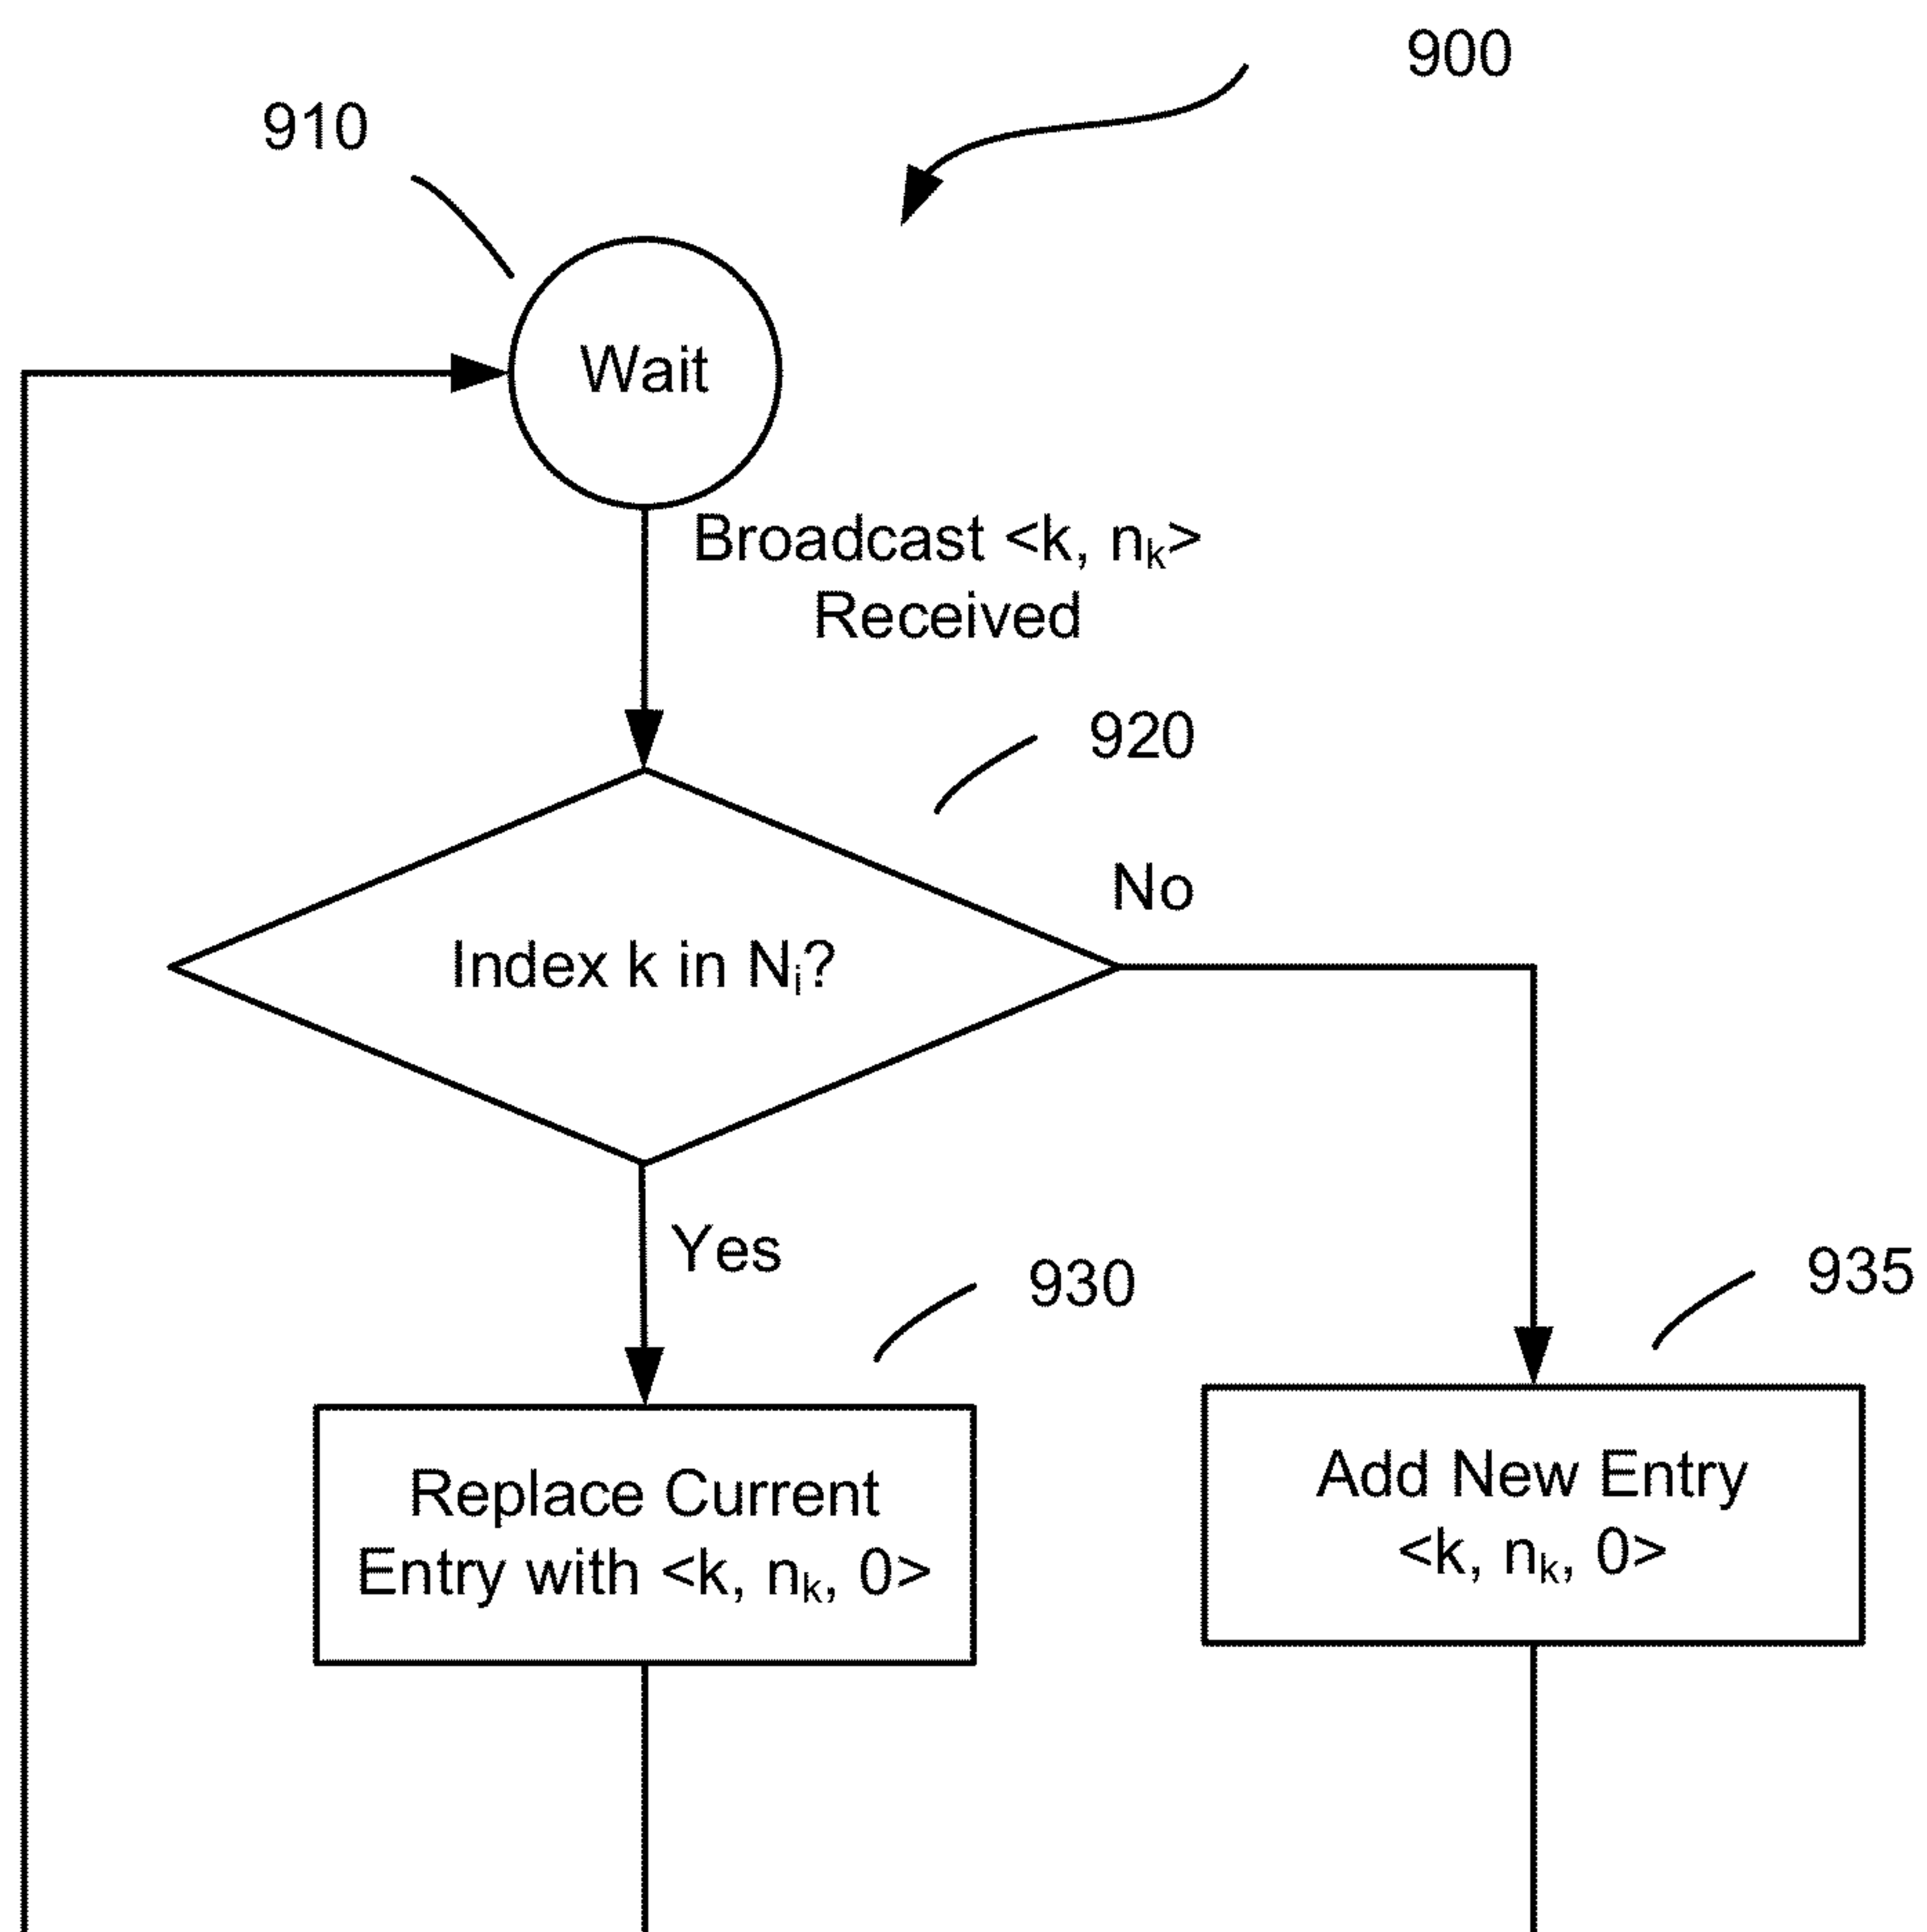 900
910
Wait
Broadcast <k, nk>
Received
920
No
Index k in Ni?
Yes
930
935
Replace Current
Entry with <k, nk, 0>
Add New Entry
<k, nk, 0>